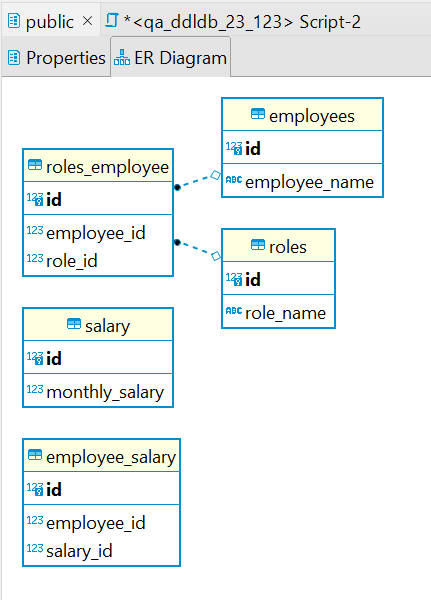 public × *<qa_ddldb_23_123> Script-2
Properties ER Diagram
employees
123 id
ABC employee_name
roles_employee
123 id
123 employee_id
123 role_id
roles
123 id
ABC role_name
salary
123 id
123 monthly_salary
employee_salary
123 id
123 employee_id
123 salary_id